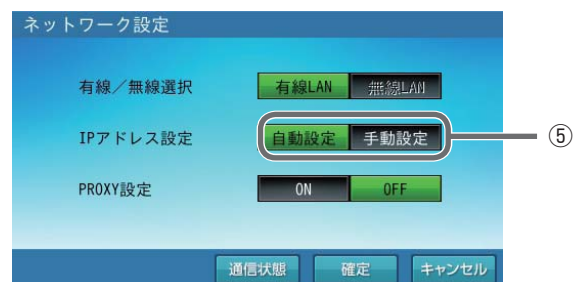 ネットワーク設定
有線／無線選択 有線LAN 無線LAN
IPアドレス設定 自動設定 手動設定 ⑤
PROXY設定 ON OFF
通信状態 確定 キャンセル